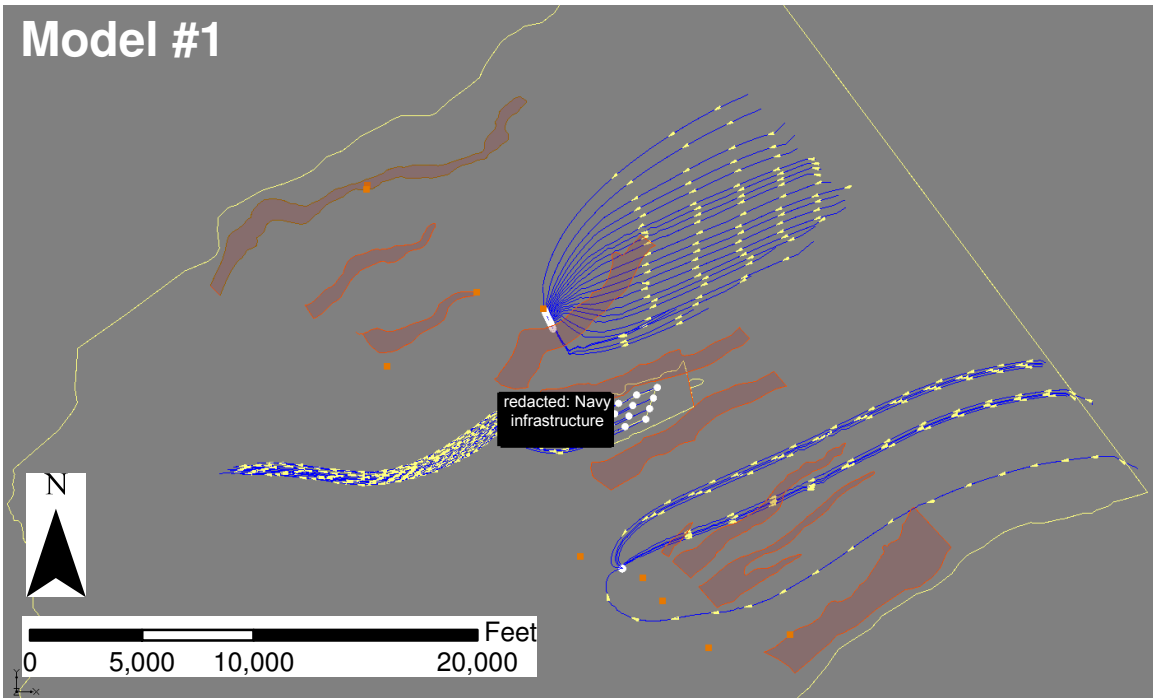 Model #1
redacted: Navy
infrastructure
N
Feet
0 5,000 10,000 20,000
Y
Z X